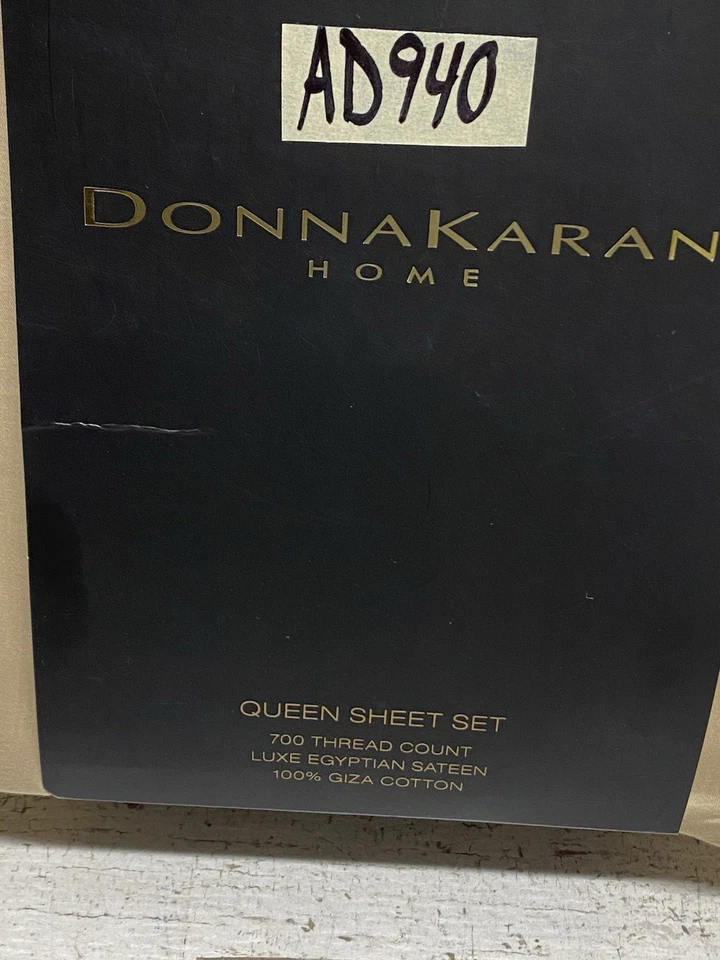 AD940
DONNAKARAN
HOME
QUEEN SHEET SET
700 THREAD COUNT
LUXE EGYPTIAN SATEEN
100% GIZA COTTON